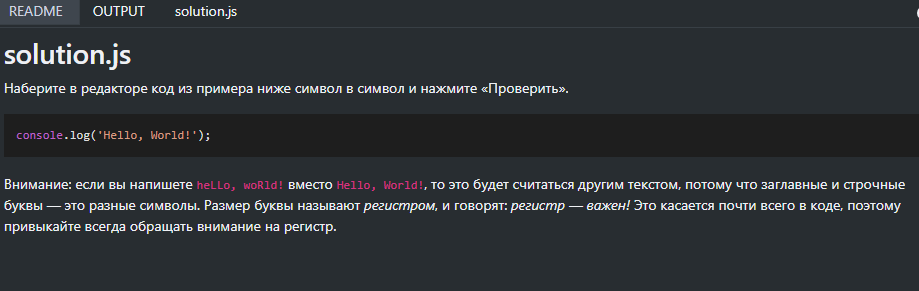 README OUTPUT solution.js
solution.js
Наберите в редакторе код из примера ниже символ в символ и нажмите «Проверить».
console.log('Hello, World!');
Внимание: если вы напишете heLLo, woRld! вместо Hello, World!, то это будет считаться другим текстом, потому что заглавные и строчные
буквы — это разные символы. Размер буквы называют регистром, и говорят: регистр — важен! Это касается почти всего в коде, поэтому
привыкайте всегда обращать внимание на регистр.